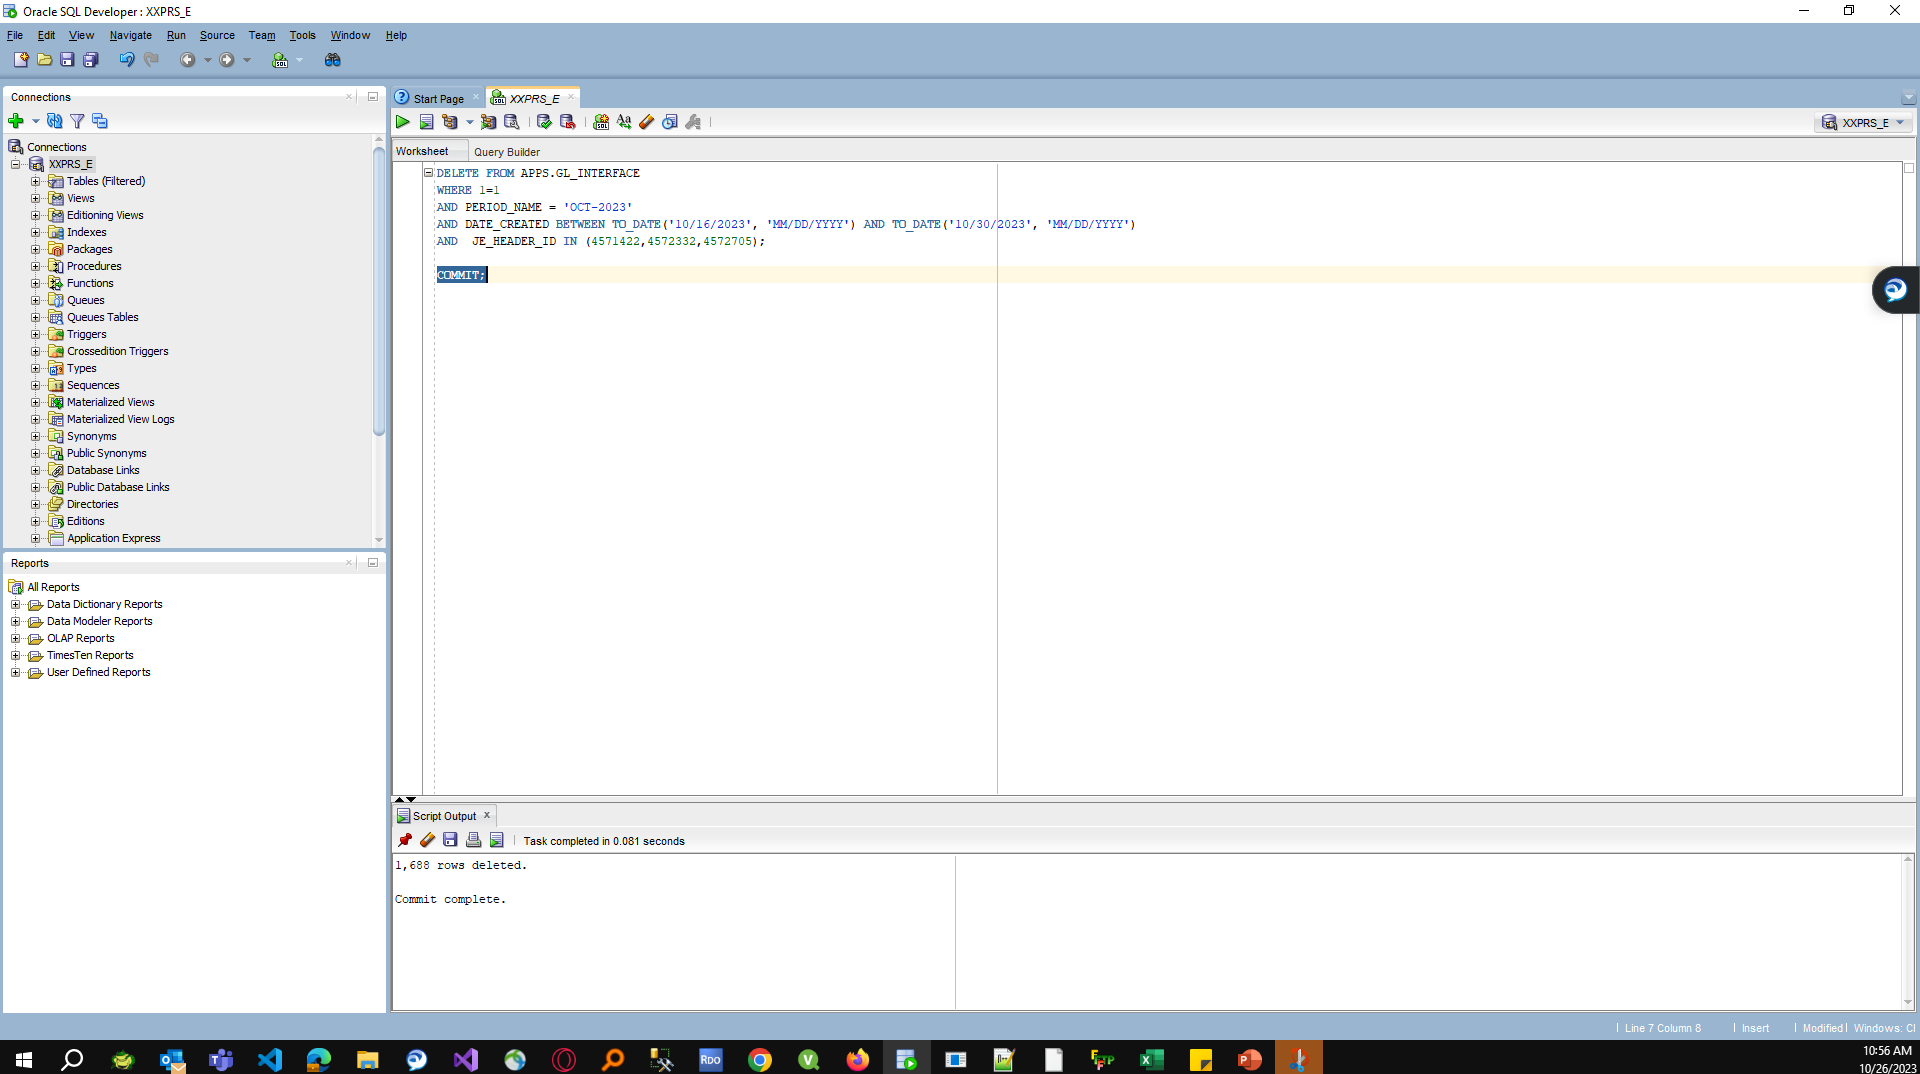 Oracle SQL Developer : XXPRS_E
File Edit View Navigate Run Source Team Tools Window Help
Connections
Connections
XXPRS_E
Tables (Filtered)
Views
Editioning Views
Indexes
Packages
Procedures
Functions
Queues
Queues Tables
Triggers
Crossedition Triggers
Types
Sequences
Materialized Views
Materialized View Logs
Synonyms
Public Synonyms
Database Links
Public Database Links
Directories
Editions
Application Express
Reports
All Reports
Data Dictionary Reports
Data Modeler Reports
OLAP Reports
TimesTen Reports
User Defined Reports
Start Page XXPRS_E
XXPRS_E
Worksheet Query Builder
DELETE FROM APPS.GL_INTERFACE
WHERE 1=1
AND PERIOD_NAME = 'OCT-2023'
AND DATE_CREATED BETWEEN TO_DATE('10/16/2023', 'MM/DD/YYYY') AND TO_DATE('10/30/2023', 'MM/DD/YYYY')
AND  JE_HEADER_ID IN (4571422,4572332,4572705);
COMMIT;
Script Output
Task completed in 0.081 seconds
1,688 rows deleted.
Commit complete.
Line 7 Column 8 Insert Modified Windows: Cl
10:56 AM
10/26/2023